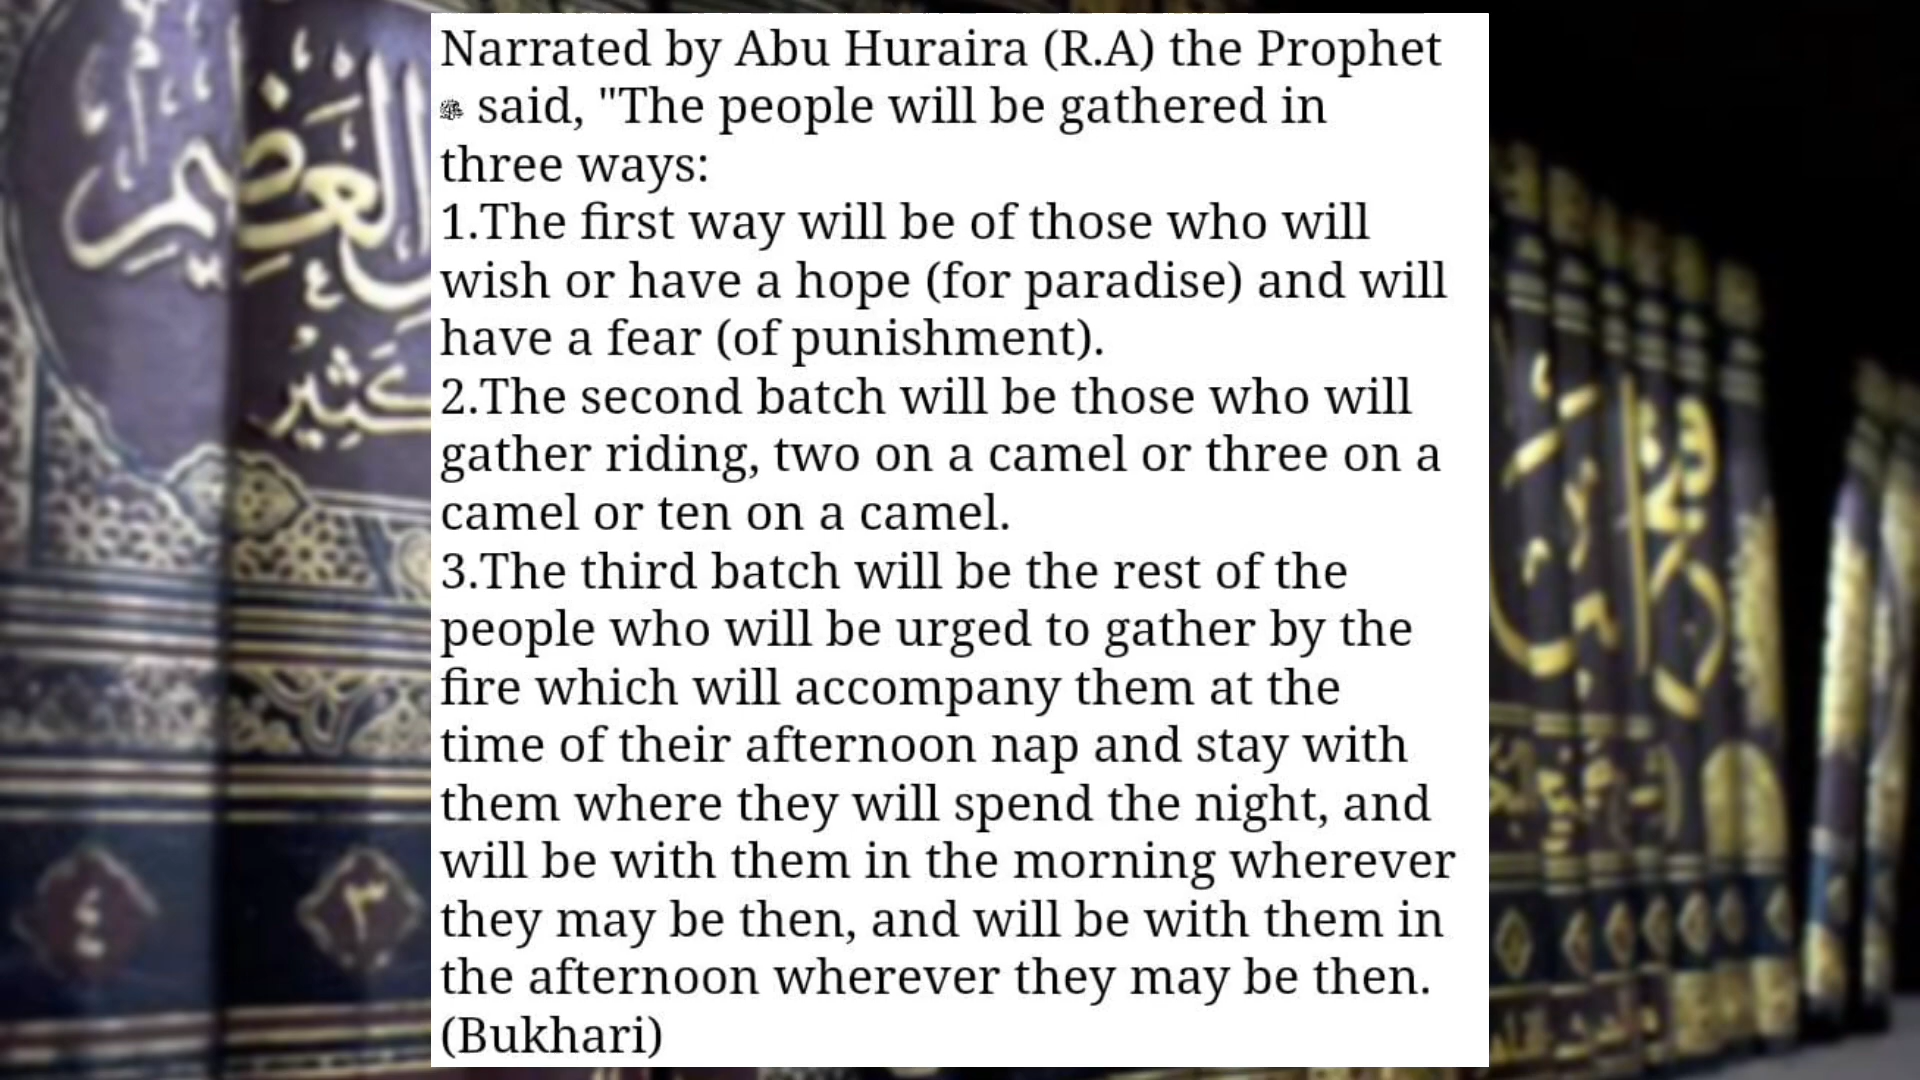 العظيم
كثير
٤
٣
Narrated by Abu Huraira (R.A) the Prophet
ﷺ said, "The people will be gathered in
three ways:
1.The first way will be of those who will
wish or have a hope (for paradise) and will
have a fear (of punishment).
2.The second batch will be those who will
gather riding, two on a camel or three on a
camel or ten on a camel.
3.The third batch will be the rest of the
people who will be urged to gather by the
fire which will accompany them at the
time of their afternoon nap and stay with
them where they will spend the night, and
will be with them in the morning wherever
they may be then, and will be with them in
the afternoon wherever they may be then.
(Bukhari)